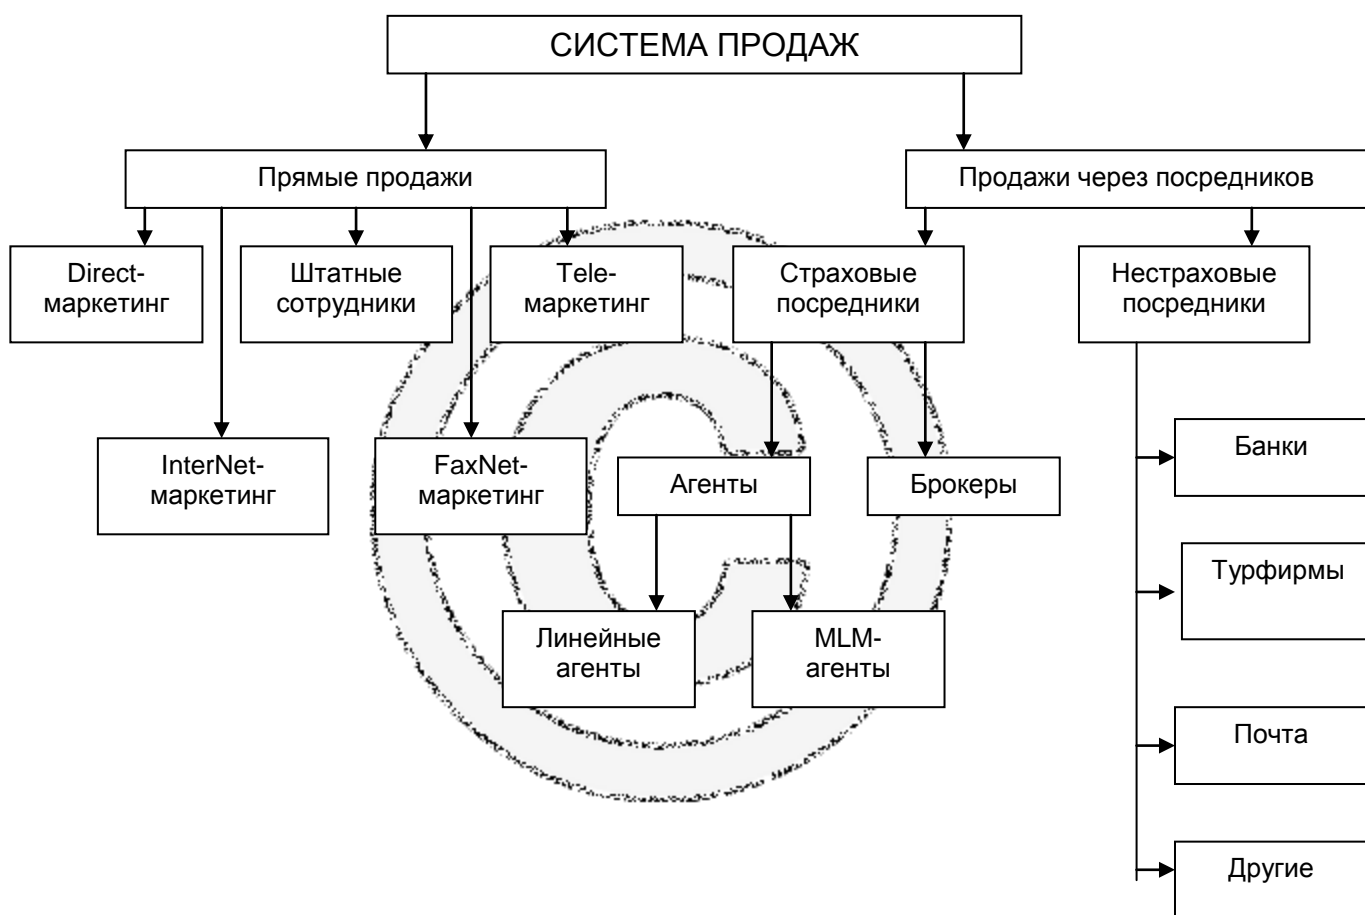 СИСТЕМА ПРОДАЖ
Прямые продажи
Продажи через посредников
Direct-
маркетинг
Штатные
сотрудники
Tele-
маркетинг
Страховые
посредники
Нестраховые
посредники
InterNet-
маркетинг
FaxNet-
маркетинг
Агенты
Брокеры
Банки
Турфирмы
Линейные
агенты
MLM-
агенты
Почта
Другие